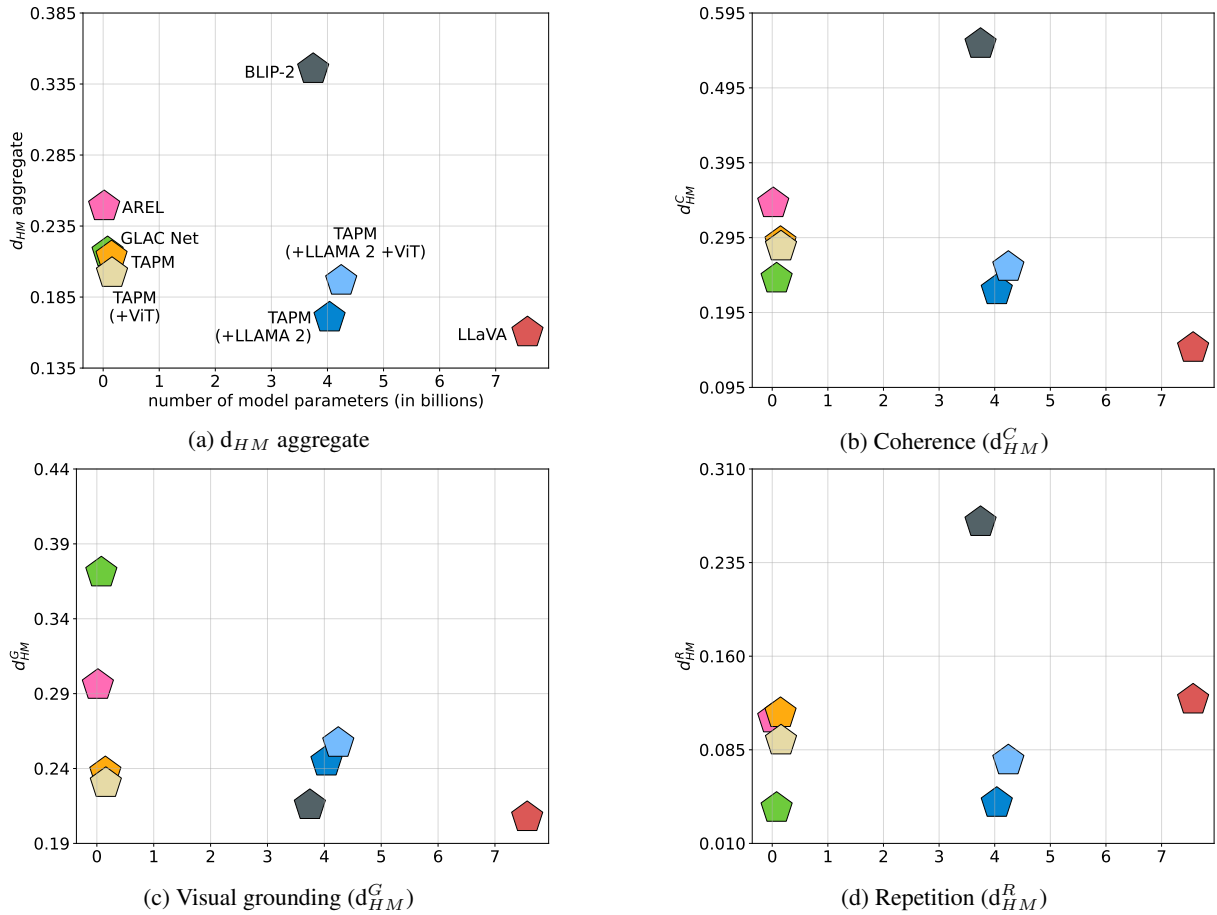 0.385
0.335
0.285
0.235
0.185
0.135
d_HM aggregate
BLIP-2
AREL
GLAC Net
TAPM
TAPM
(+ViT)
TAPM
(+LLAMA 2 +ViT)
TAPM
(+LLAMA 2)
LLaVA
0 1 2 3 4 5 6 7
number of model parameters (in billions)
(a) d_HM aggregate
0.595
0.495
0.395
0.295
0.195
0.095
d^C_HM
0 1 2 3 4 5 6 7
(b) Coherence (d^C_HM)
0.44
0.39
0.34
0.29
0.24
0.19
d^G_HM
0 1 2 3 4 5 6 7
(c) Visual grounding (d^G_HM)
0.310
0.235
0.160
0.085
0.010
d^R_HM
0 1 2 3 4 5 6 7
(d) Repetition (d^R_HM)